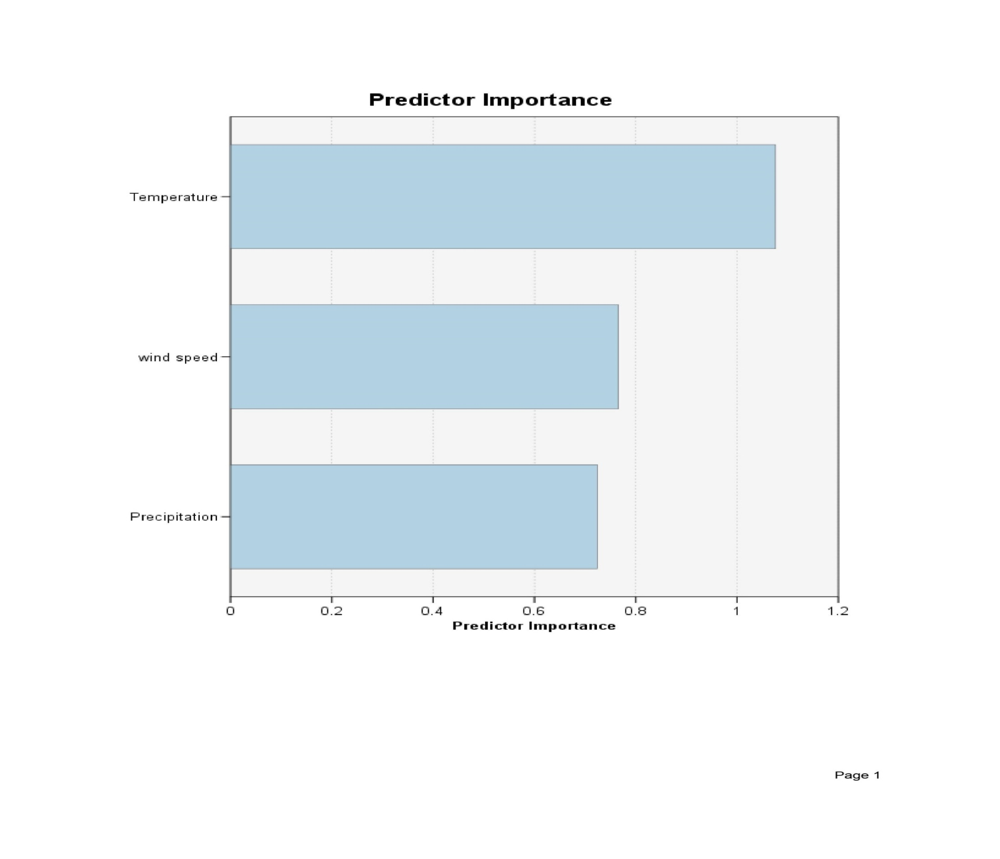 Predictor Importance
Temperature
wind speed
Precipitation
0 0.2 0.4 0.6 0.8 1 1.2
Predictor Importance
Page 1